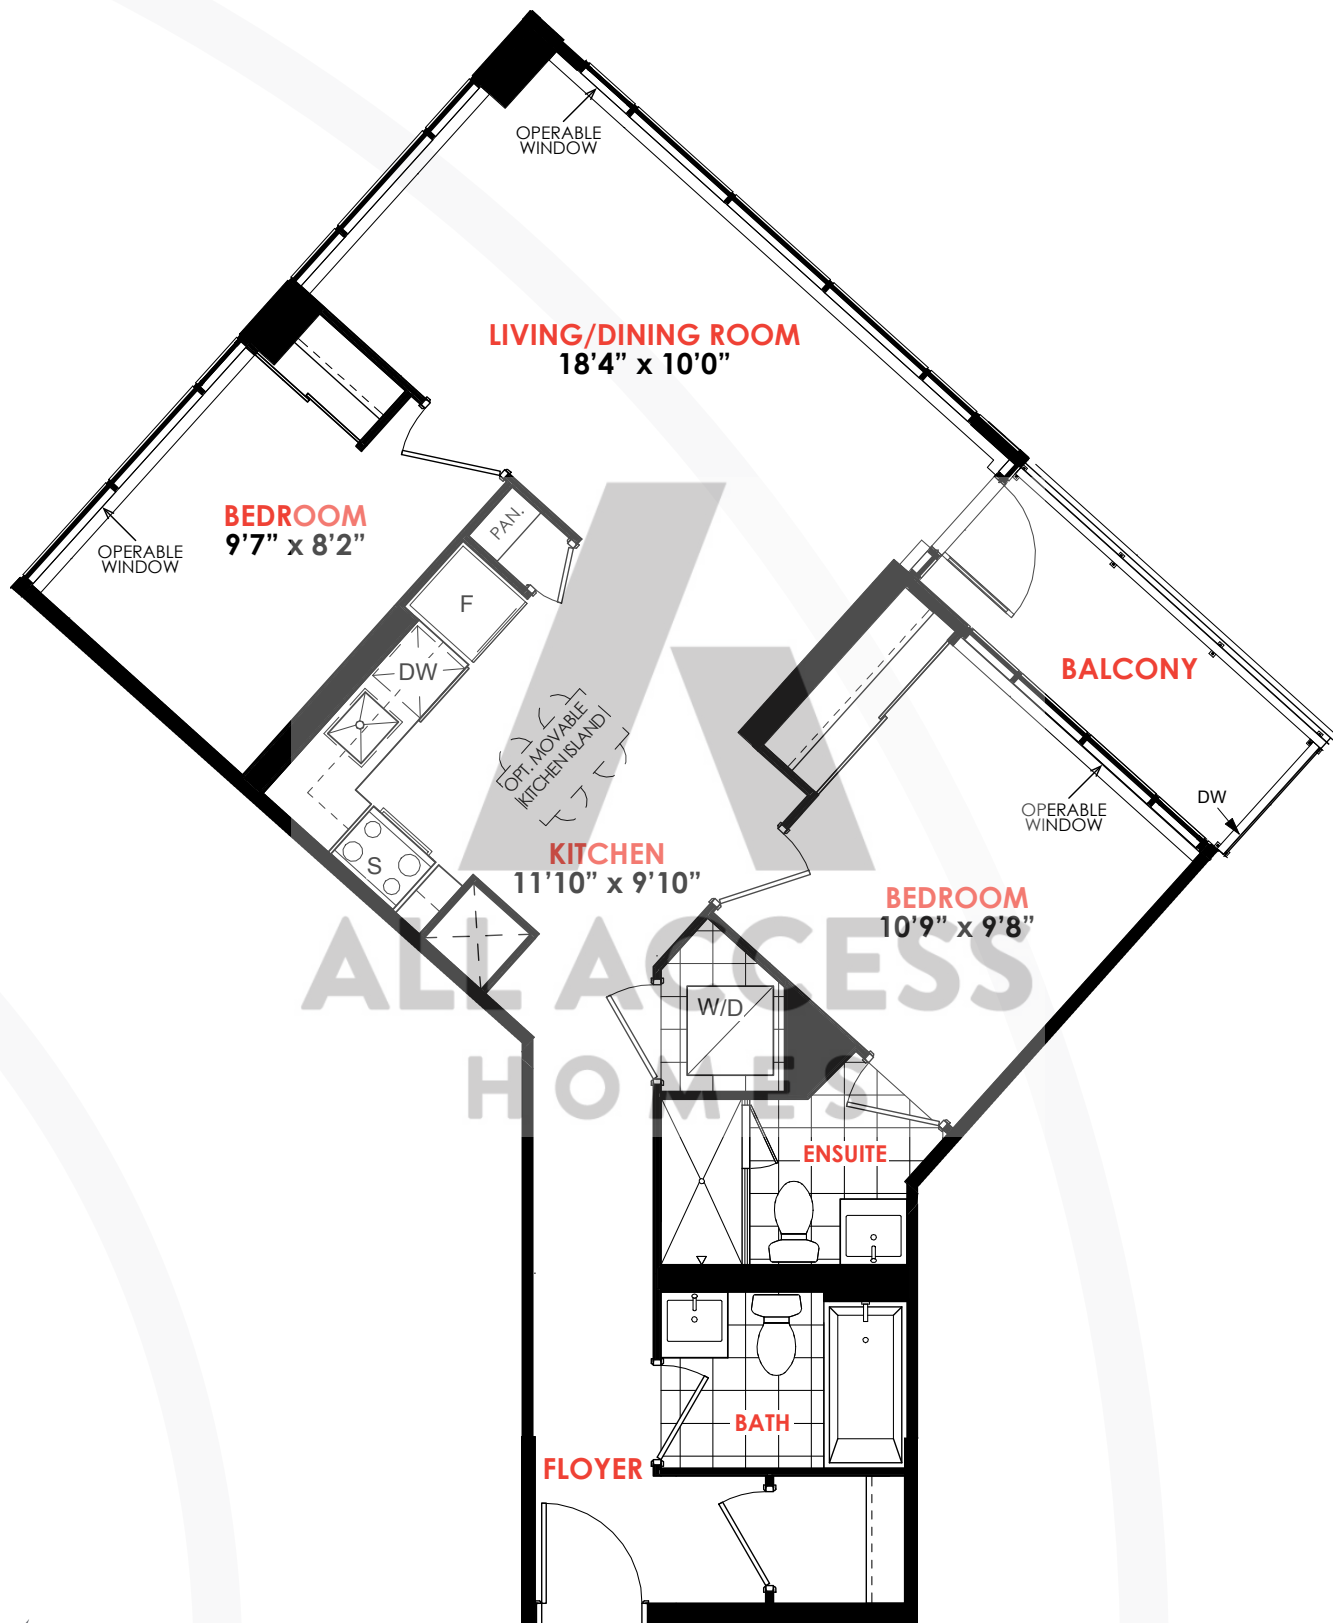 OPERABLE
WINDOW
LIVING/DINING ROOM
18’4” x 10’0”
BEDROOM
9’7” x 8’2”
OPERABLE
WINDOW
PAN.
F
DW
BALCONY
OPT. MOVABLE
KITCHEN ISLAND
DW
OPERABLE
WINDOW
S
KITCHEN
11’10” x 9’10”
BEDROOM
10’9” x 9’8”
ALL ACCESS
HOMES
W/D
ENSUITE
BATH
FLOYER